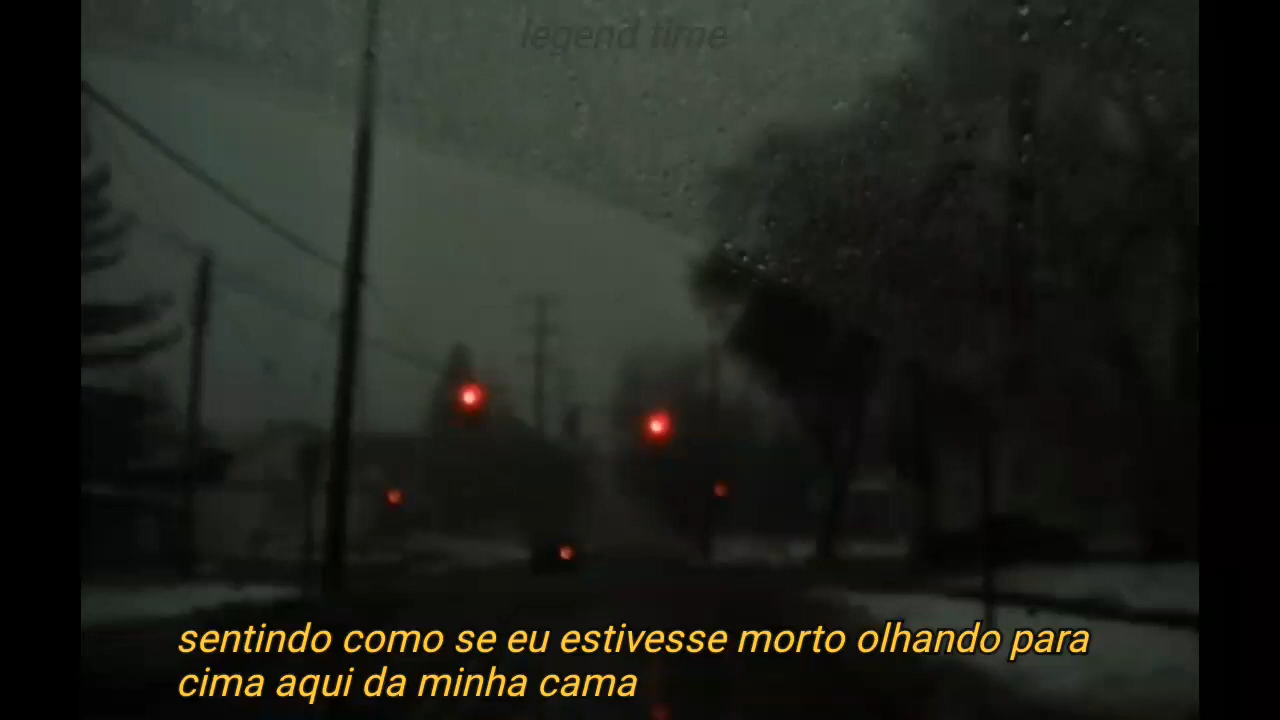 legend time
sentindo como se eu estivesse morto olhando para
cima aqui da minha cama